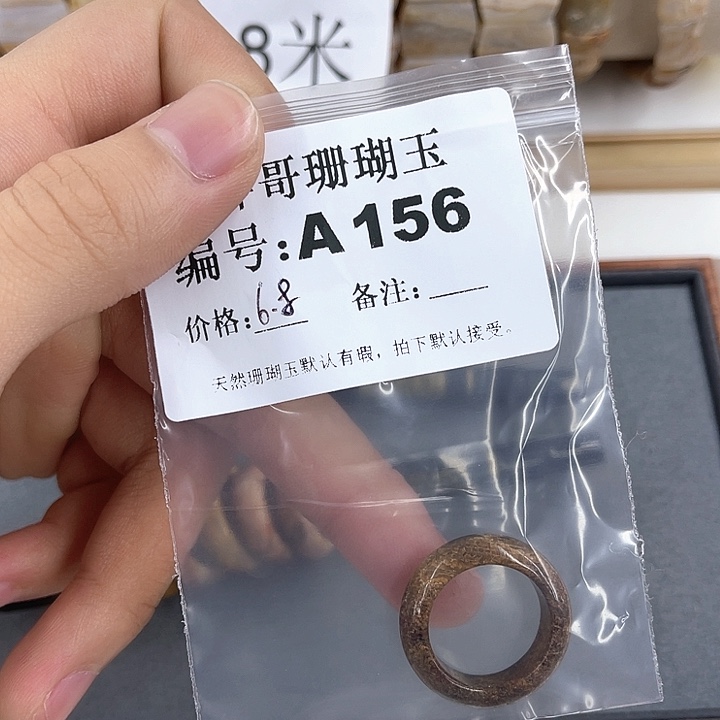 8米
哥珊瑚玉
编号:A156
价格:6.8 备注:
天然珊瑚玉默认有瑕，拍下默认接受。